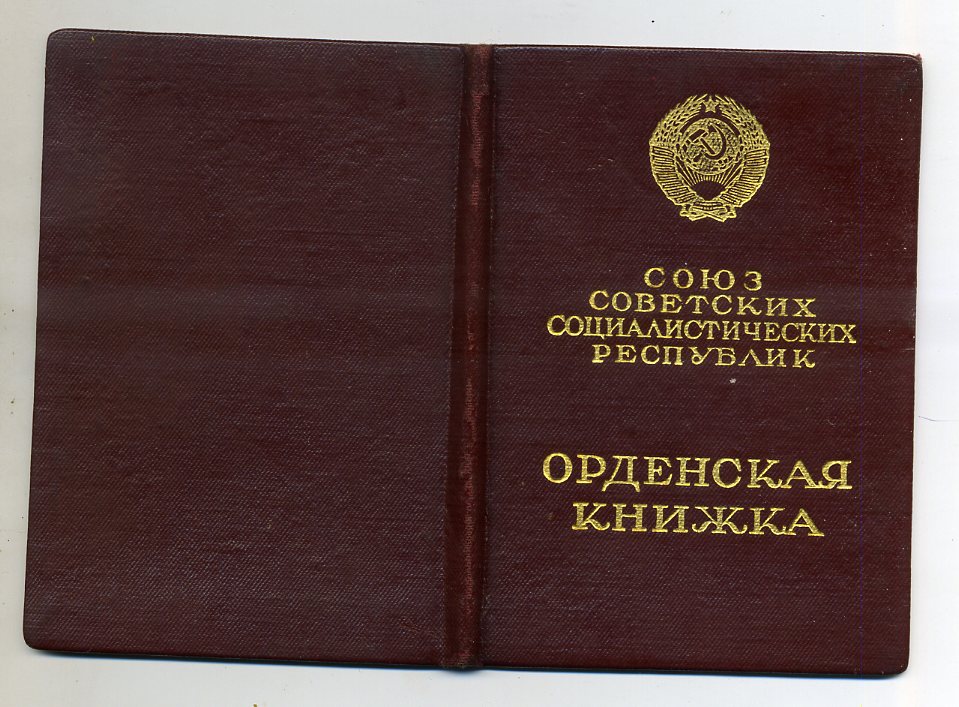 СОЮЗ
СОВЕТСКИХ
СОЦИАЛИСТИЧЕСКИХ
РЕСПУБЛИК
ОРДЕНСКАЯ
КНИЖКА